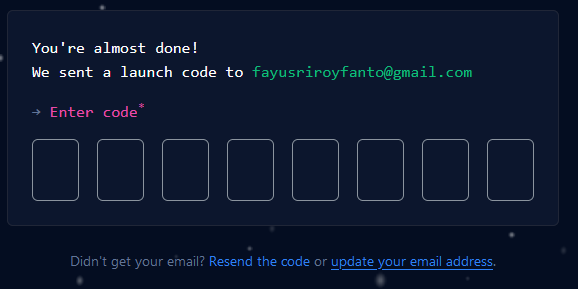 You're almost done!
We sent a launch code to fayusriroyfanto@gmail.com
→ Enter code*
Didn't get your email? Resend the code or update your email address.